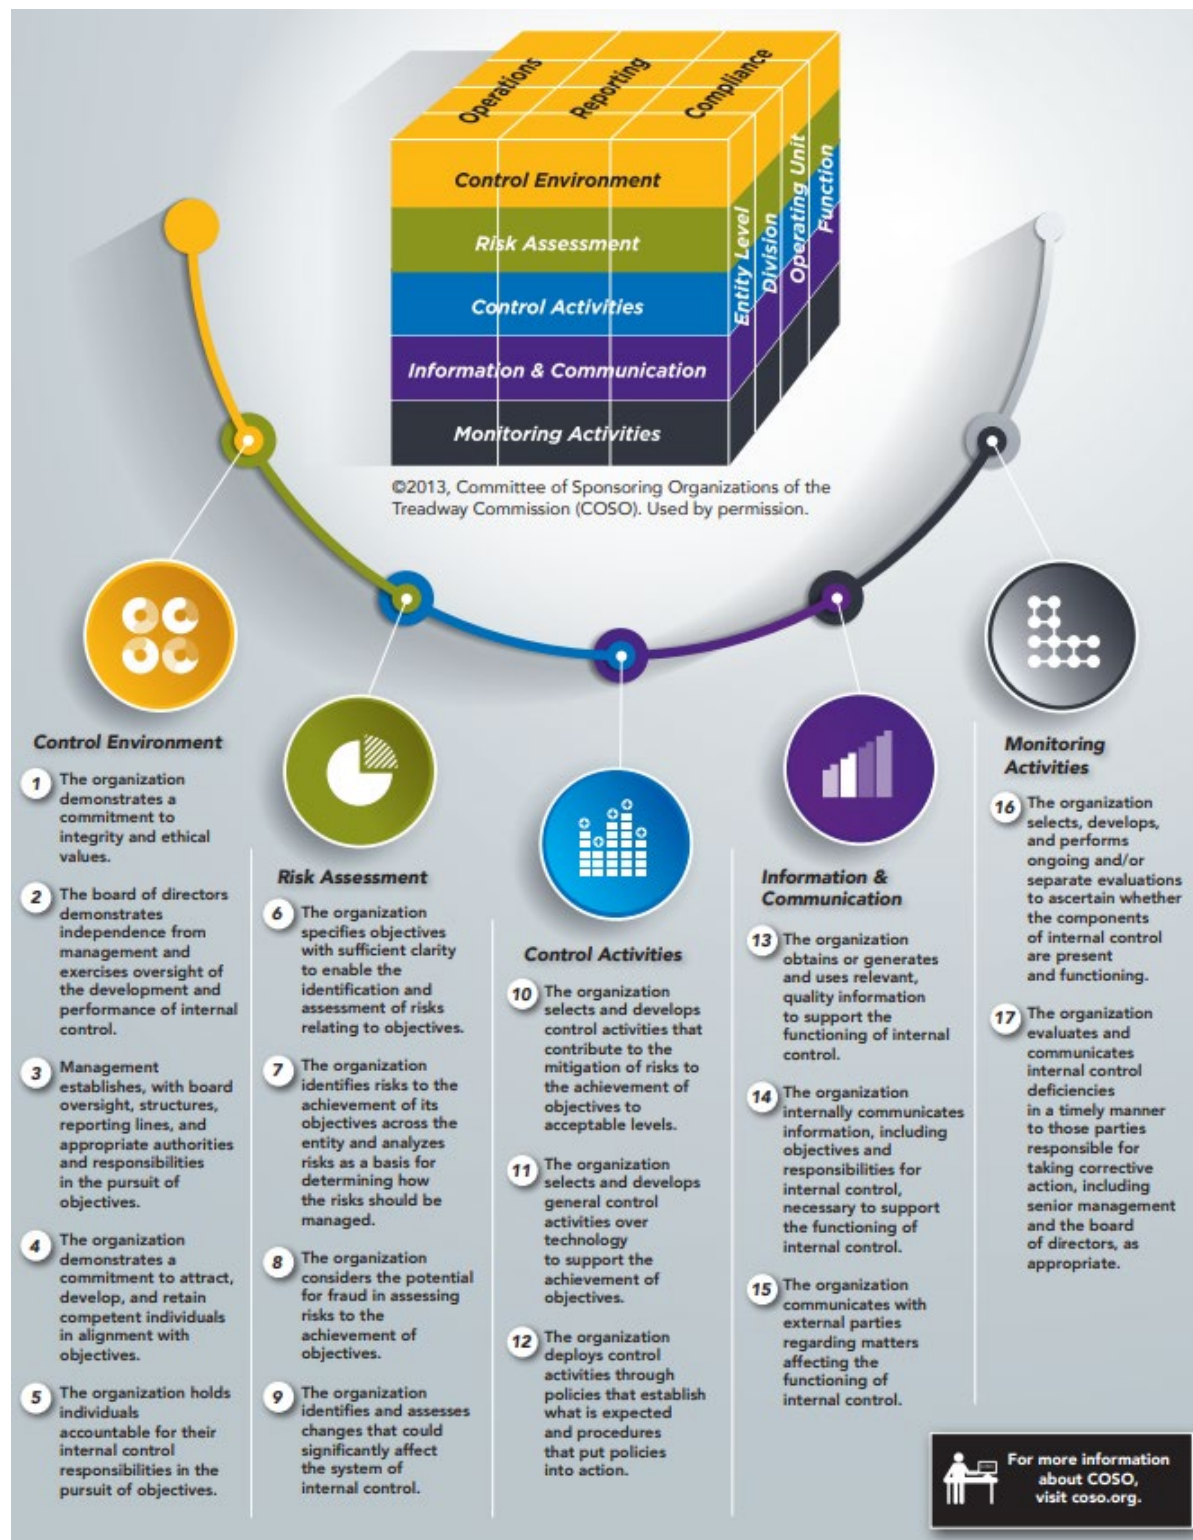 Operations
Reporting
Compliance
Control Environment
Risk Assessment
Control Activities
Information & Communication
Monitoring Activities
Entity Level
Division
Operating Unit
Function
©2013, Committee of Sponsoring Organizations of the
Treadway Commission (COSO). Used by permission.
Control Environment
1 The organization
demonstrates a
commitment to
integrity and ethical
values.
2 The board of directors
demonstrates
independence from
management and
exercises oversight of
the development and
performance of internal
control.
3 Management
establishes, with board
oversight, structures,
reporting lines, and
appropriate authorities
and responsibilities
in the pursuit of
objectives.
4 The organization
demonstrates a
commitment to attract,
develop, and retain
competent individuals
in alignment with
objectives.
5 The organization holds
individuals
accountable for their
internal control
responsibilities in the
pursuit of objectives.
Risk Assessment
6 The organization
specifies objectives
with sufficient clarity
to enable the
identification and
assessment of risks
relating to objectives.
7 The organization
identifies risks to the
achievement of its
objectives across the
entity and analyzes
risks as a basis for
determining how
the risks should be
managed.
8 The organization
considers the potential
for fraud in assessing
risks to the
achievement of
objectives.
9 The organization
identifies and assesses
changes that could
significantly affect
the system of
internal control.
Control Activities
10 The organization
selects and develops
control activities that
contribute to the
mitigation of risks to
the achievement of
objectives to
acceptable levels.
11 The organization
selects and develops
general control
activities over
technology
to support the
achievement of
objectives.
12 The organization
deploys control
activities through
policies that establish
what is expected
and procedures
that put policies
into action.
Information &
Communication
13 The organization
obtains or generates
and uses relevant,
quality information
to support the
functioning of internal
control.
14 The organization
internally communicates
information, including
objectives and
responsibilities for
internal control,
necessary to support
the functioning of
internal control.
15 The organization
communicates with
external parties
regarding matters
affecting the
functioning of
internal control.
Monitoring
Activities
16 The organization
selects, develops,
and performs
ongoing and/or
separate evaluations
to ascertain whether
the components
of internal control
are present
and functioning.
17 The organization
evaluates and
communicates
internal control
deficiencies
in a timely manner
to those parties
responsible for
taking corrective
action, including
senior management
and the board
of directors, as
appropriate.
For more information
about COSO,
visit coso.org.